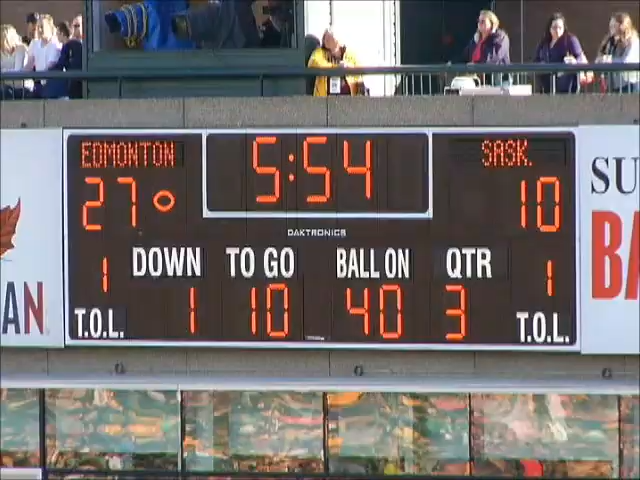 EDMONTON 5:54 SASK.
27 10
DAKTRONICS
DOWN TO GO BALL ON QTR
1 1 10 40 3 1
T.O.L. T.O.L.
AN
SU
BA